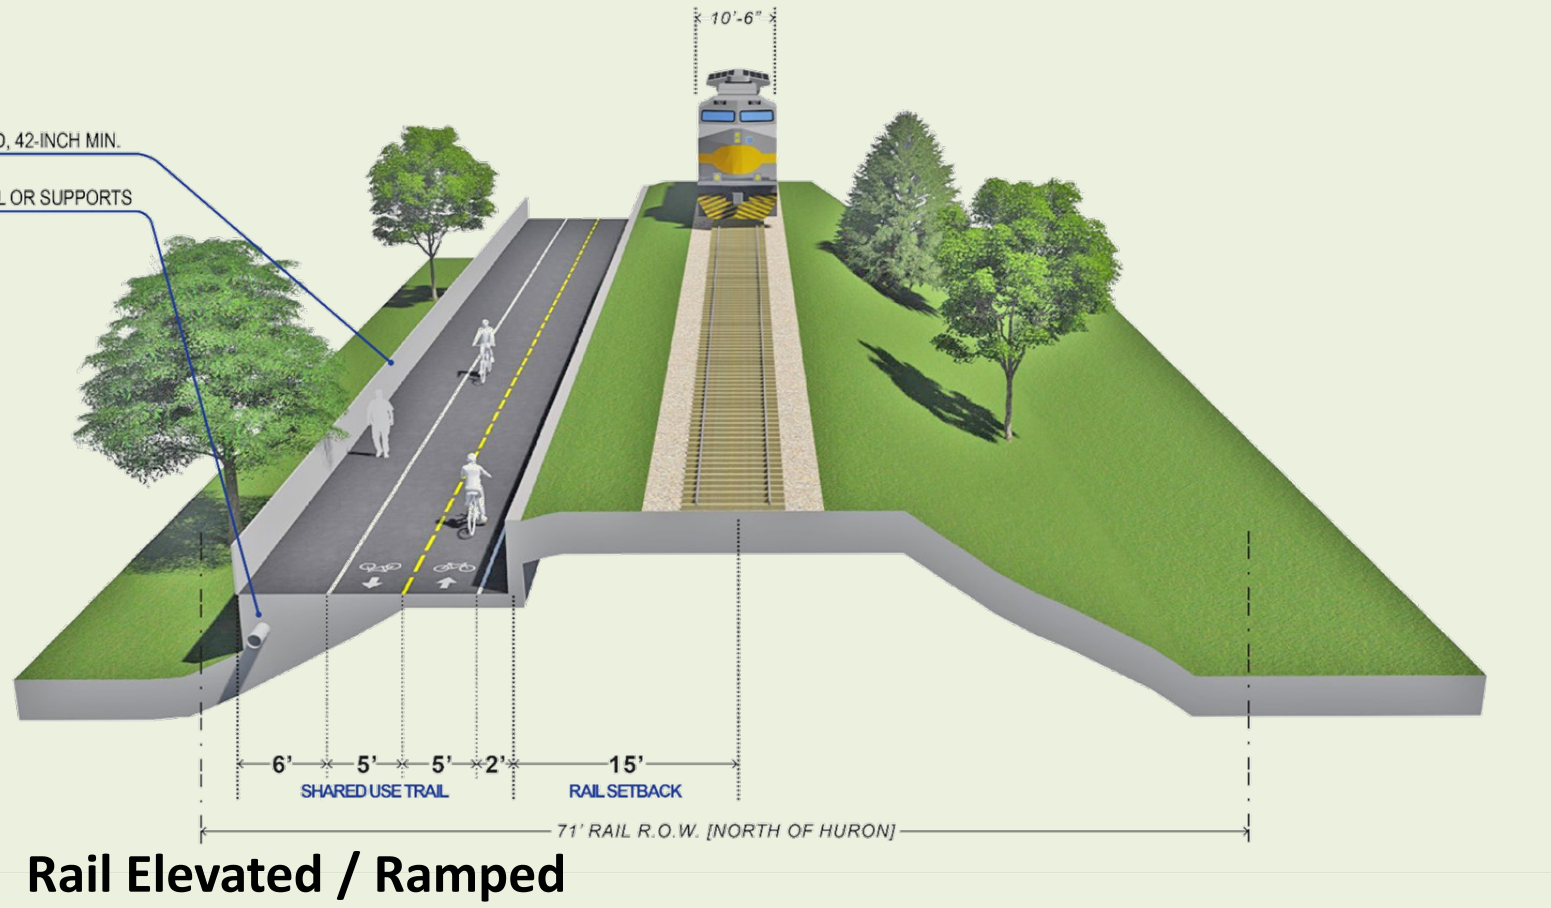 10'-6"
, 42-INCH MIN.
OR SUPPORTS
6' 5' 5' 2' 15'
SHARED USE TRAIL RAIL SETBACK
71' RAIL R.O.W. [NORTH OF HURON]
Rail Elevated / Ramped